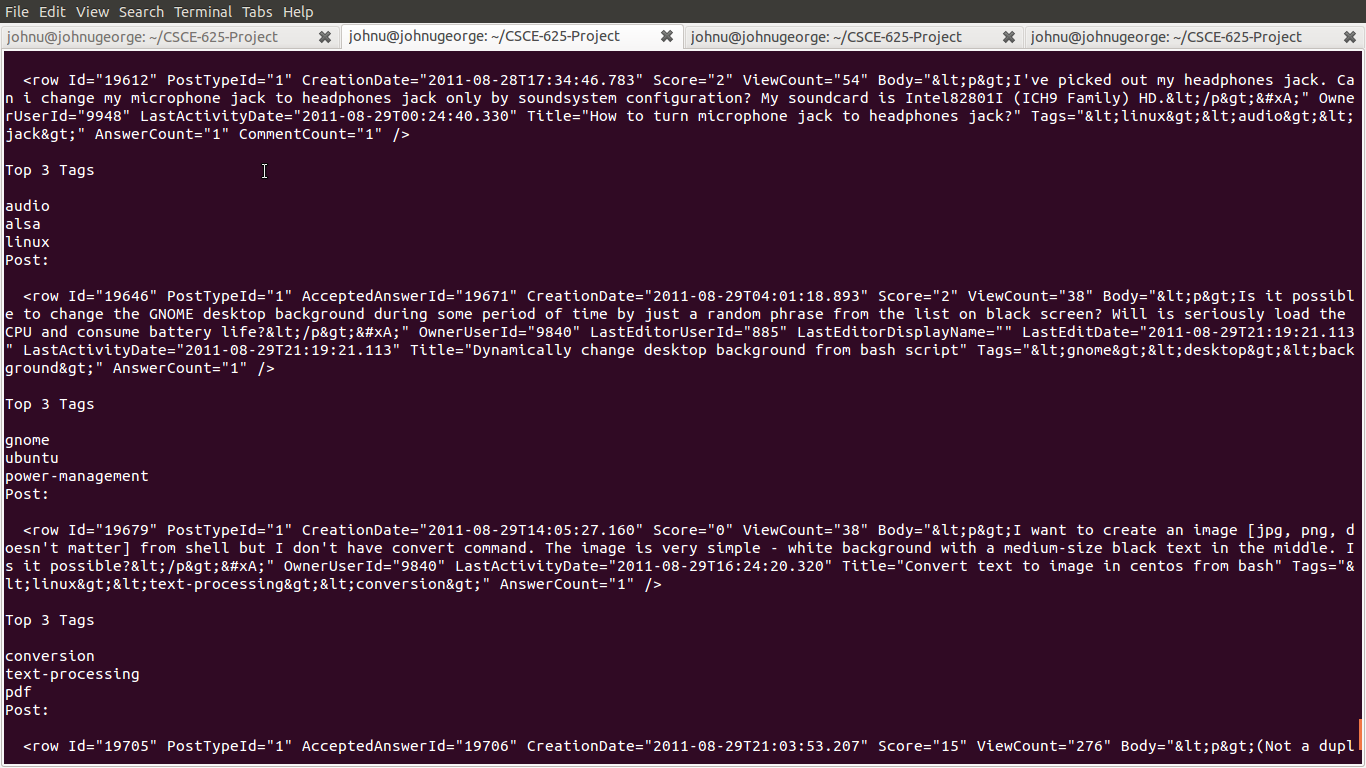 File Edit View Search Terminal Tabs Help
johnu@johnugeorge: ~/CSCE-625-Project johnu@johnugeorge: ~/CSCE-625-Project johnu@johnugeorge: ~/CSCE-625-Project johnu@johnugeorge: ~/CSCE-625-Project
<row Id="19612" PostTypeId="1" CreationDate="2011-08-28T17:34:46.783" Score="2" ViewCount="54" Body="&lt;p&gt;I've picked out my headphones jack. Ca
n i change my microphone jack to headphones jack only by soundsystem configuration? My soundcard is Intel82801I (ICH9 Family) HD.&lt;/p&gt;&#xA;" Owne
rUserId="9948" LastActivityDate="2011-08-29T00:24:40.330" Title="How to turn microphone jack to headphones jack?" Tags="&lt;linux&gt;&lt;audio&gt;&lt;
jack&gt;" AnswerCount="1" CommentCount="1" />
Top 3 Tags
audio
alsa
linux
Post:
<row Id="19646" PostTypeId="1" AcceptedAnswerId="19671" CreationDate="2011-08-29T04:01:18.893" Score="2" ViewCount="38" Body="&lt;p&gt;Is it possibl
e to change the GNOME desktop background during some period of time by just a random phrase from the list on black screen? Will is seriously load the
CPU and consume battery life?&lt;/p&gt;&#xA;" OwnerUserId="9840" LastEditorUserId="885" LastEditorDisplayName="" LastEditDate="2011-08-29T21:19:21.113
" LastActivityDate="2011-08-29T21:19:21.113" Title="Dynamically change desktop background from bash script" Tags="&lt;gnome&gt;&lt;desktop&gt;&lt;back
ground&gt;" AnswerCount="1" />
Top 3 Tags
gnome
ubuntu
power-management
Post:
<row Id="19679" PostTypeId="1" CreationDate="2011-08-29T14:05:27.160" Score="0" ViewCount="38" Body="&lt;p&gt;I want to create an image [jpg, png, d
oesn't matter] from shell but I don't have convert command. The image is very simple - white background with a medium-size black text in the middle. I
s it possible?&lt;/p&gt;&#xA;" OwnerUserId="9840" LastActivityDate="2011-08-29T16:24:20.320" Title="Convert text to image in centos from bash" Tags="&
lt;linux&gt;&lt;text-processing&gt;&lt;conversion&gt;" AnswerCount="1" />
Top 3 Tags
conversion
text-processing
pdf
Post:
<row Id="19705" PostTypeId="1" AcceptedAnswerId="19706" CreationDate="2011-08-29T21:03:53.207" Score="15" ViewCount="276" Body="&lt;p&gt;(Not a dupl